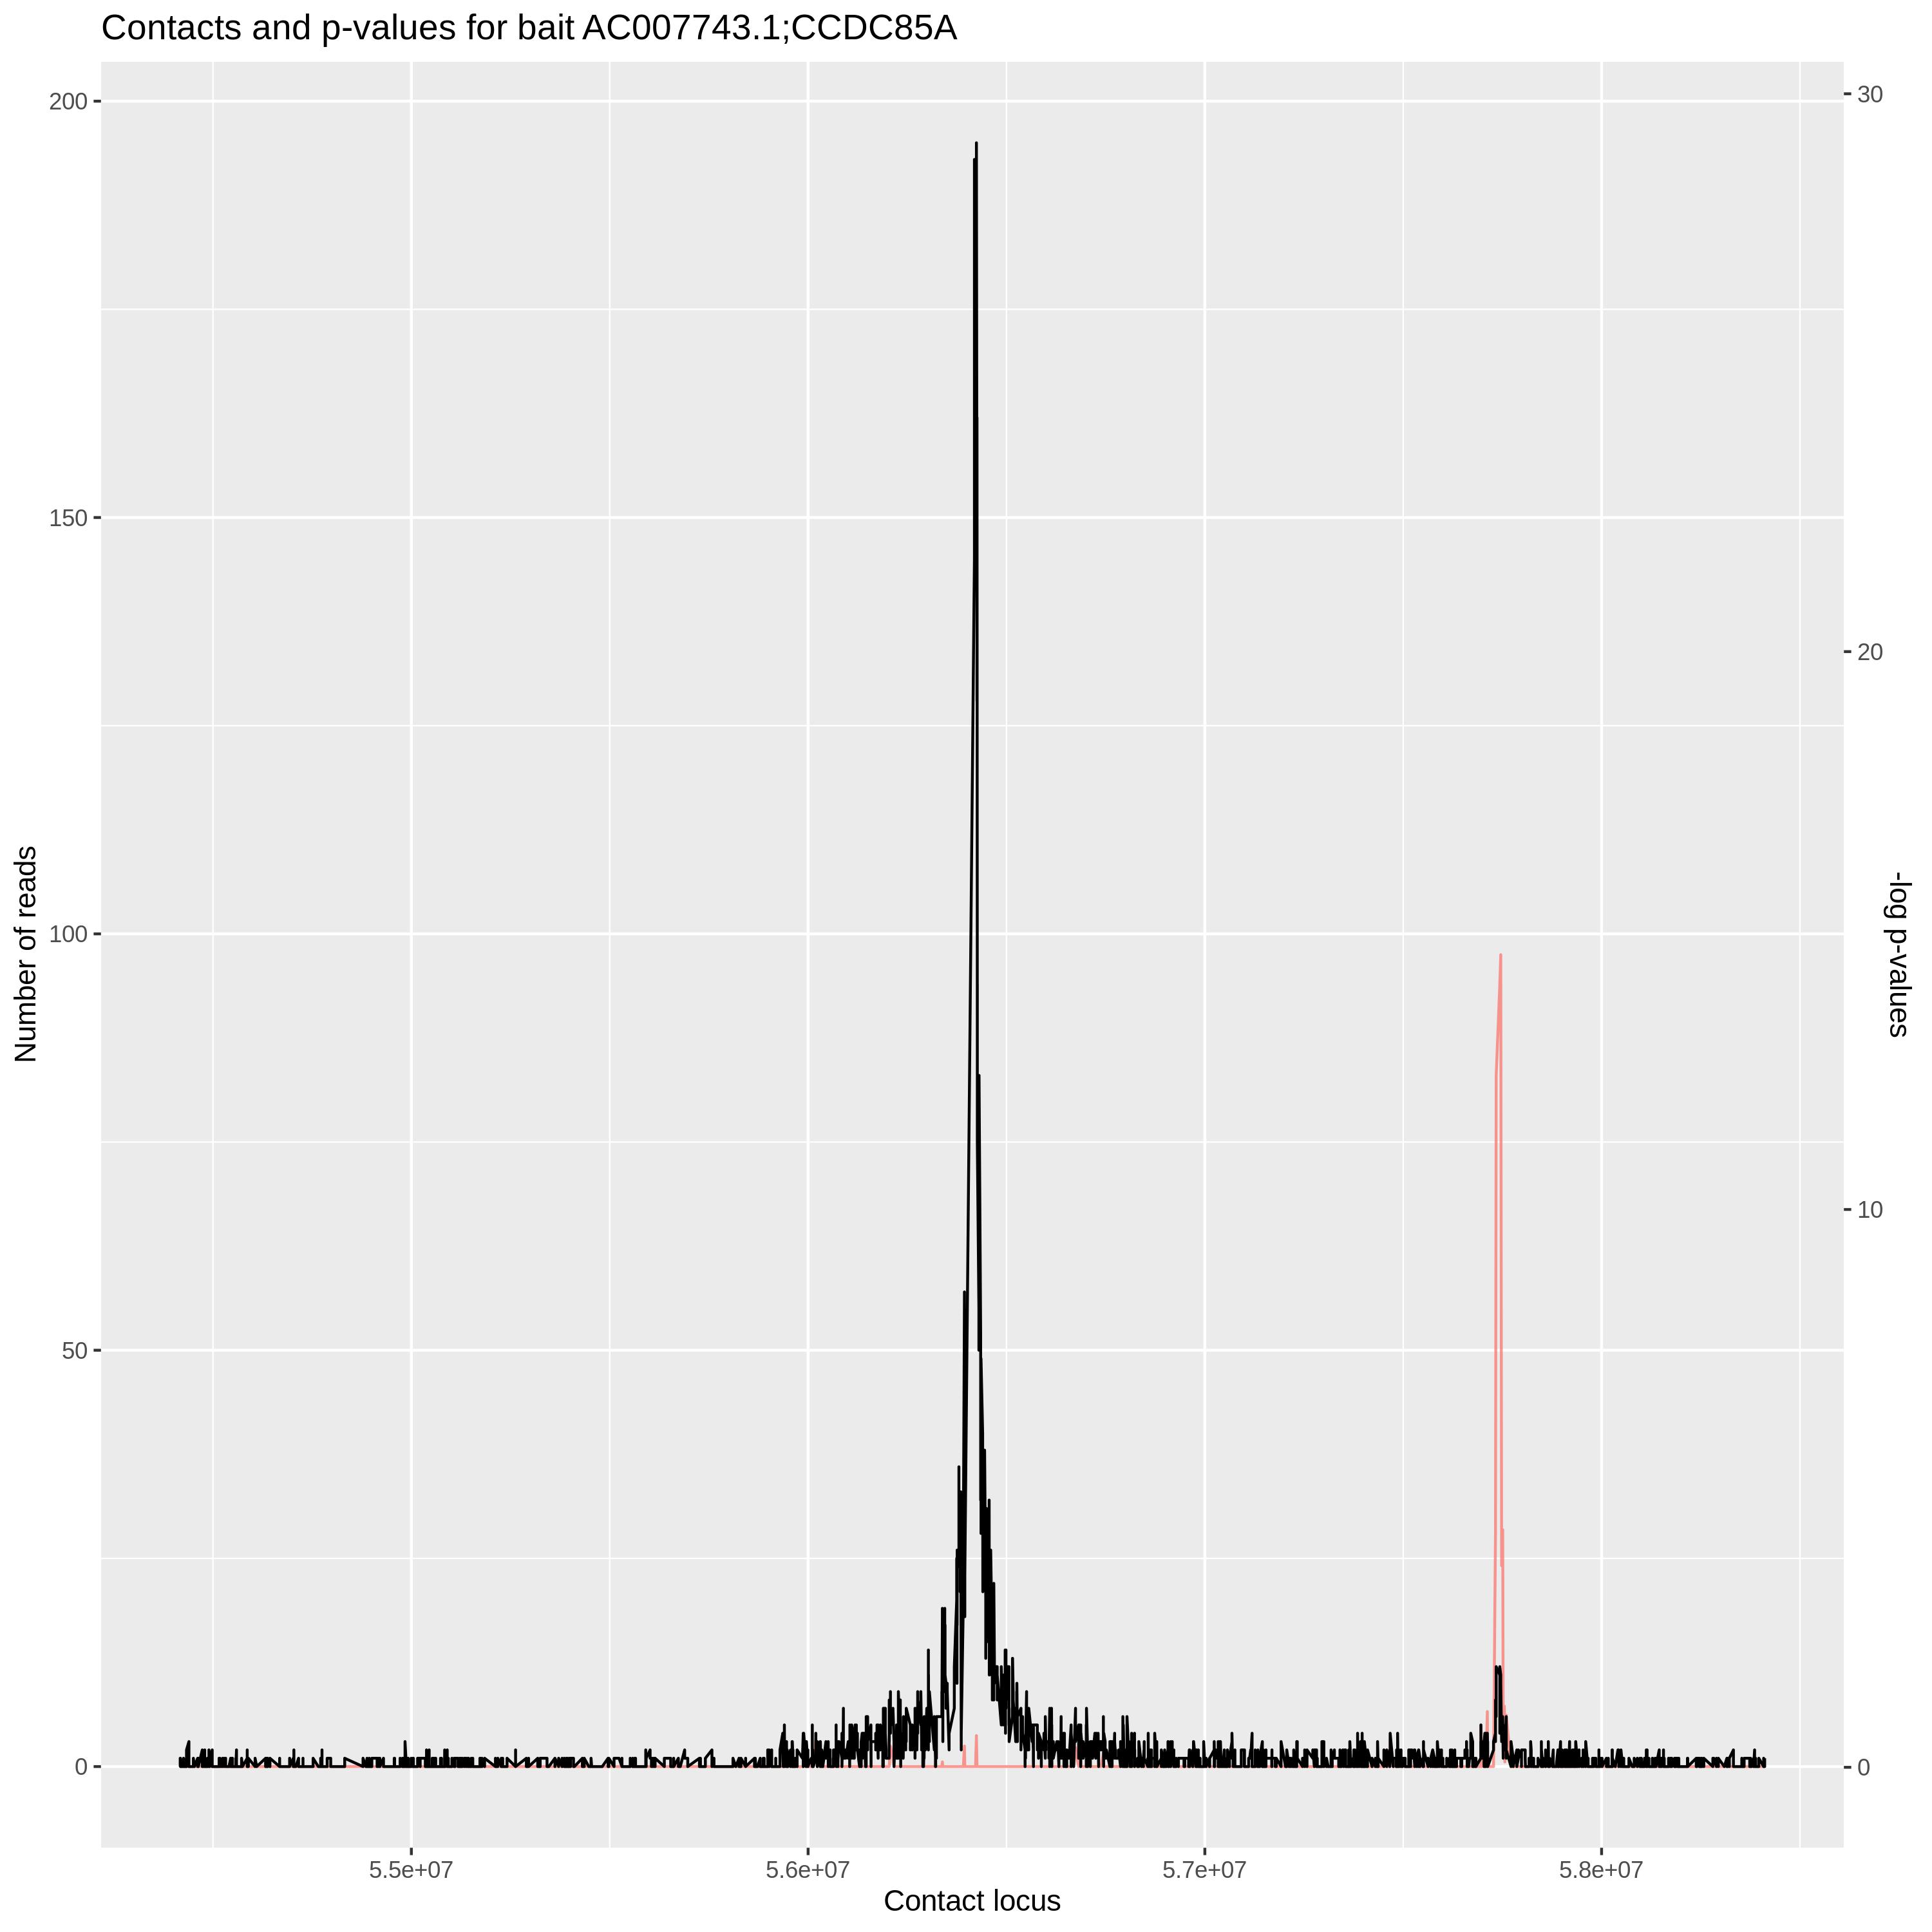 Contacts and p-values for bait AC007743.1;CCDC85A
200
150
100
50
0
Number of reads
30
20
10
0
-log p-values
5.5e+07
5.6e+07
5.7e+07
5.8e+07
Contact locus